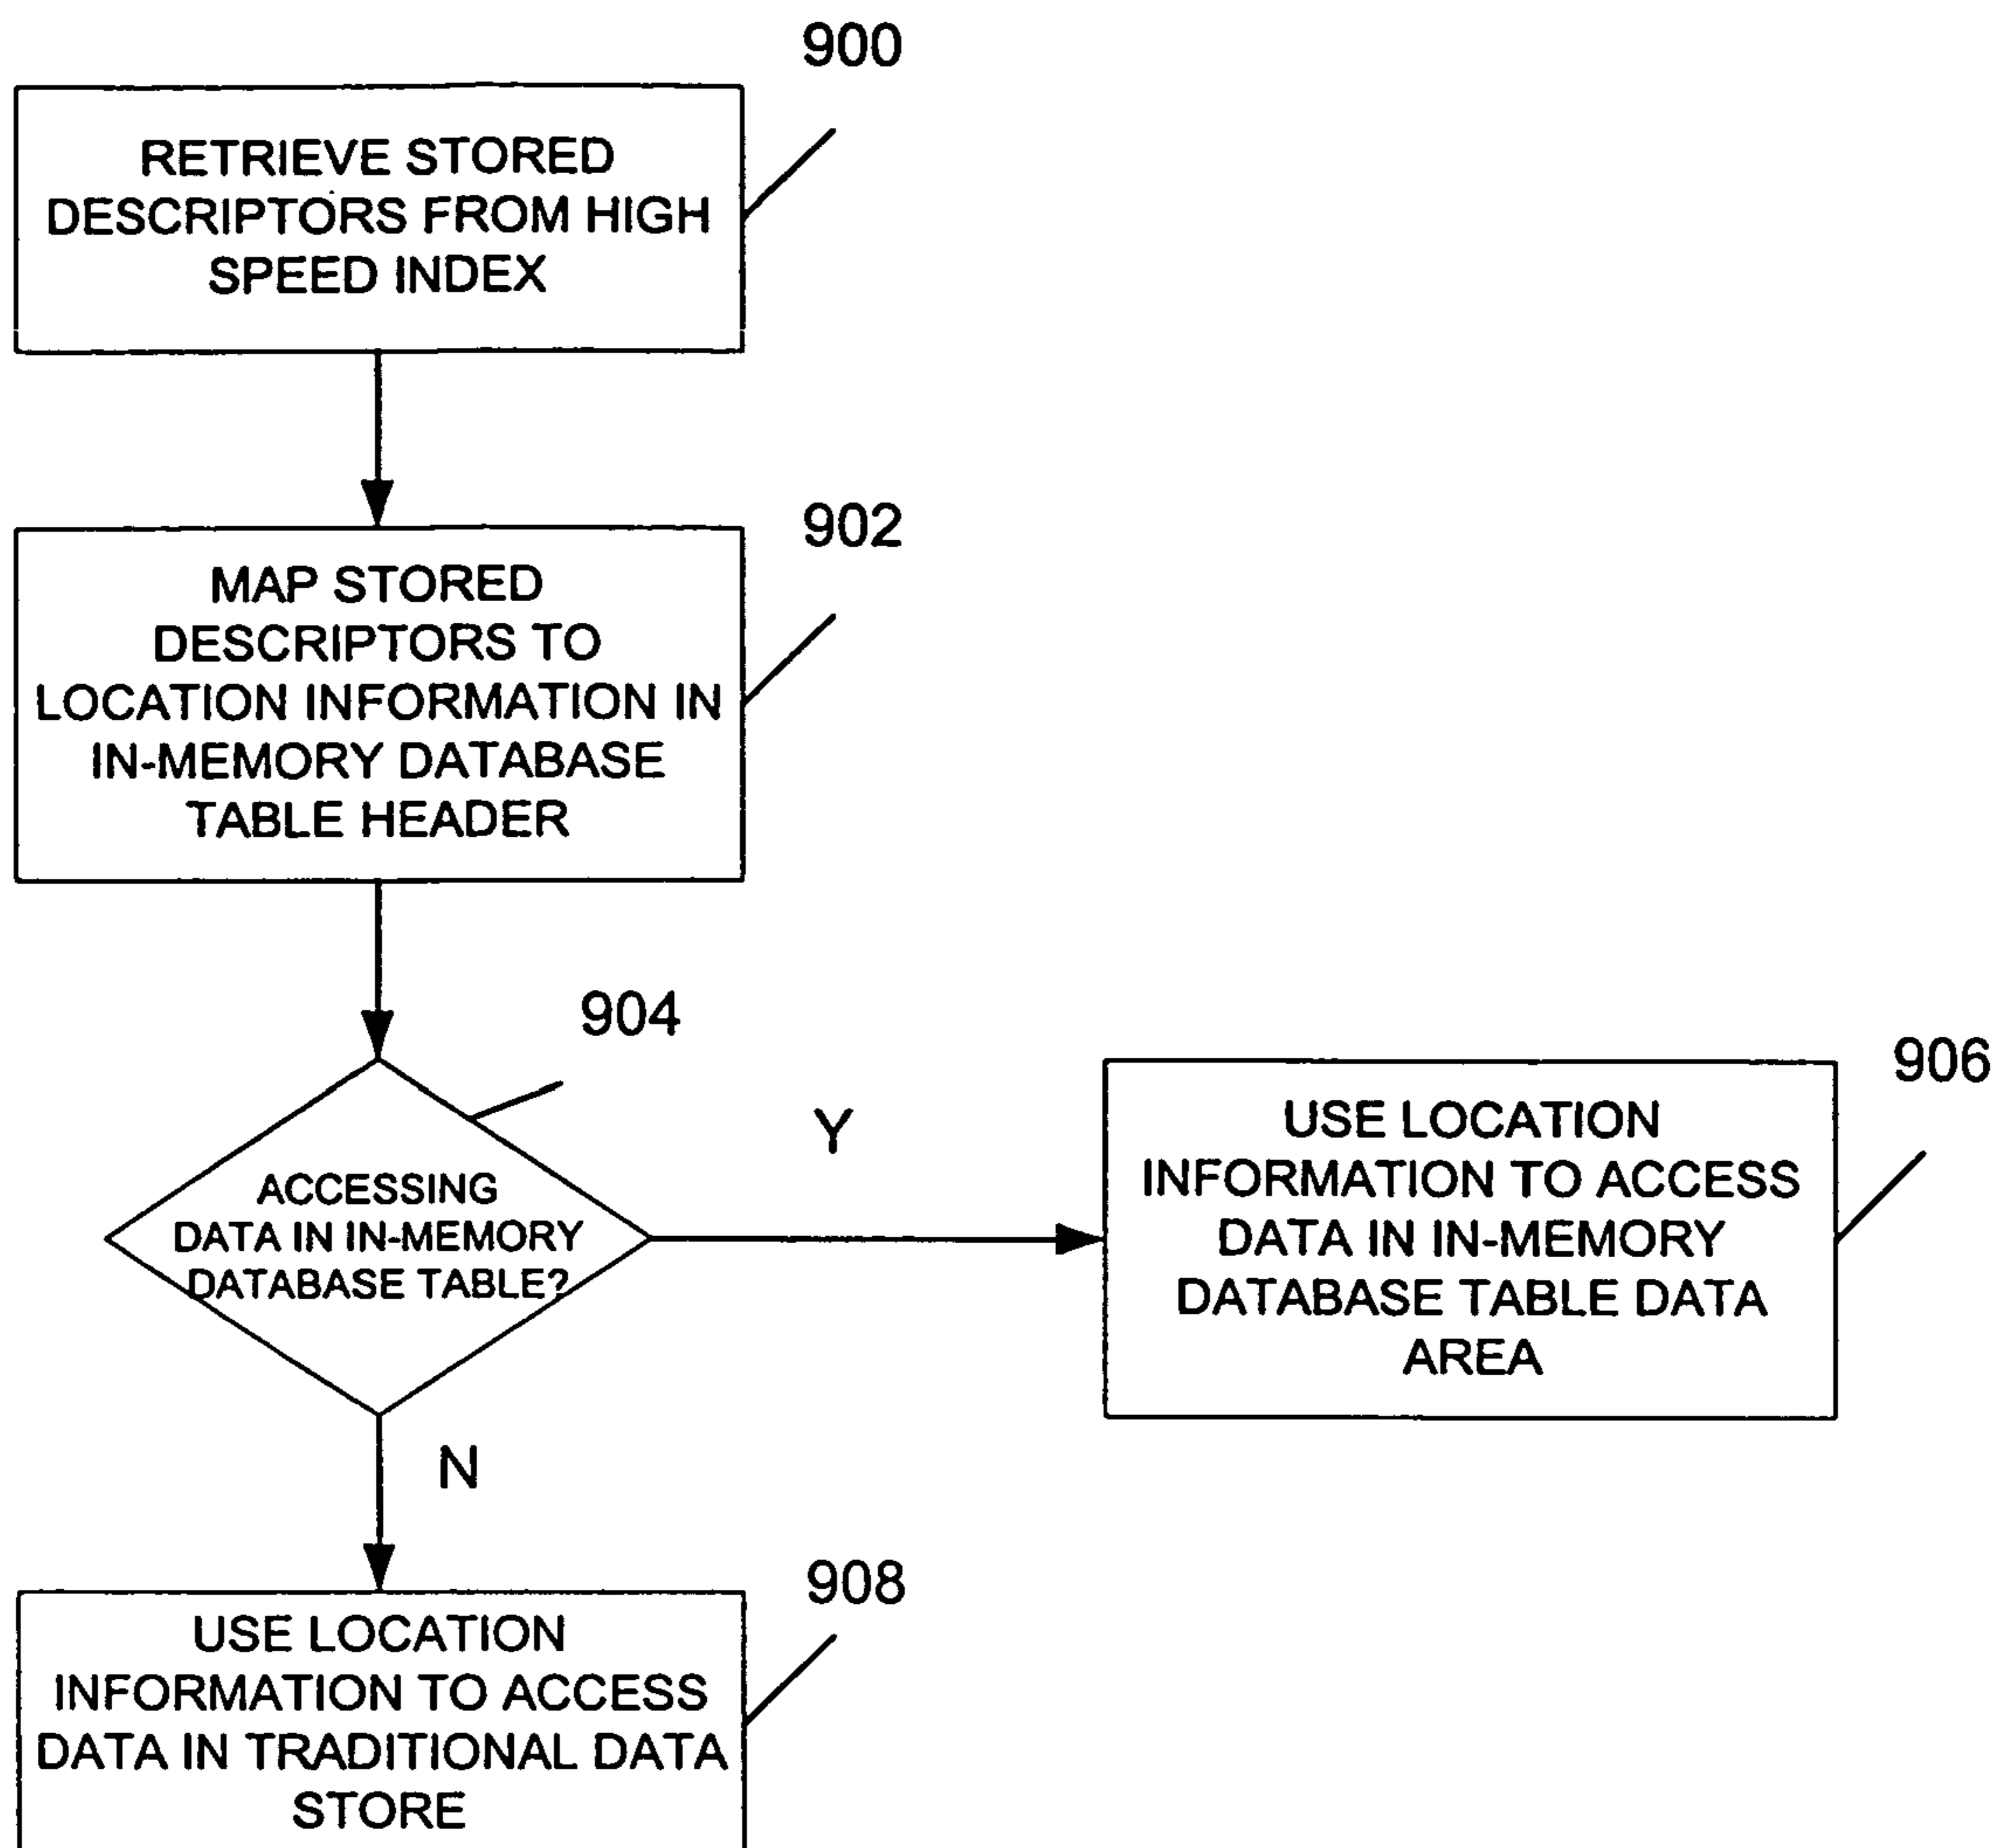 900
RETRIEVE STORED
DESCRIPTORS FROM HIGH
SPEED INDEX
902
MAP STORED
DESCRIPTORS TO
LOCATION INFORMATION IN
IN-MEMORY DATABASE
TABLE HEADER
904
ACCESSING
DATA IN IN-MEMORY
DATABASE TABLE?
Y
906
USE LOCATION
INFORMATION TO ACCESS
DATA IN IN-MEMORY
DATABASE TABLE DATA
AREA
N
908
USE LOCATION
INFORMATION TO ACCESS
DATA IN TRADITIONAL DATA
STORE